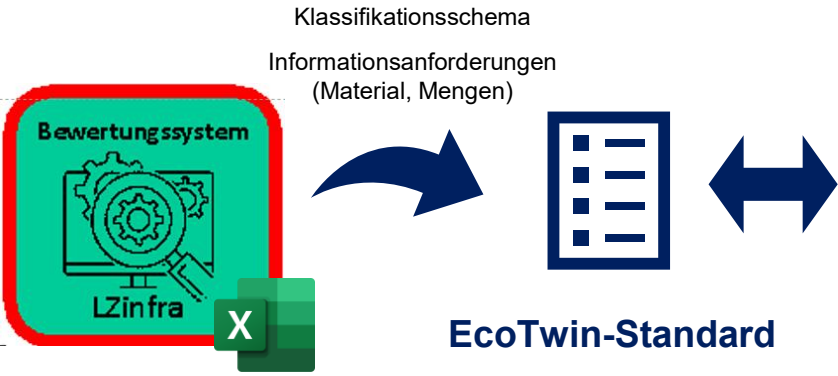 Klassifikationsschema
Informationsanforderungen
(Material, Mengen)
Bewertungssystem
LZinfra
X
EcoTwin-Standard